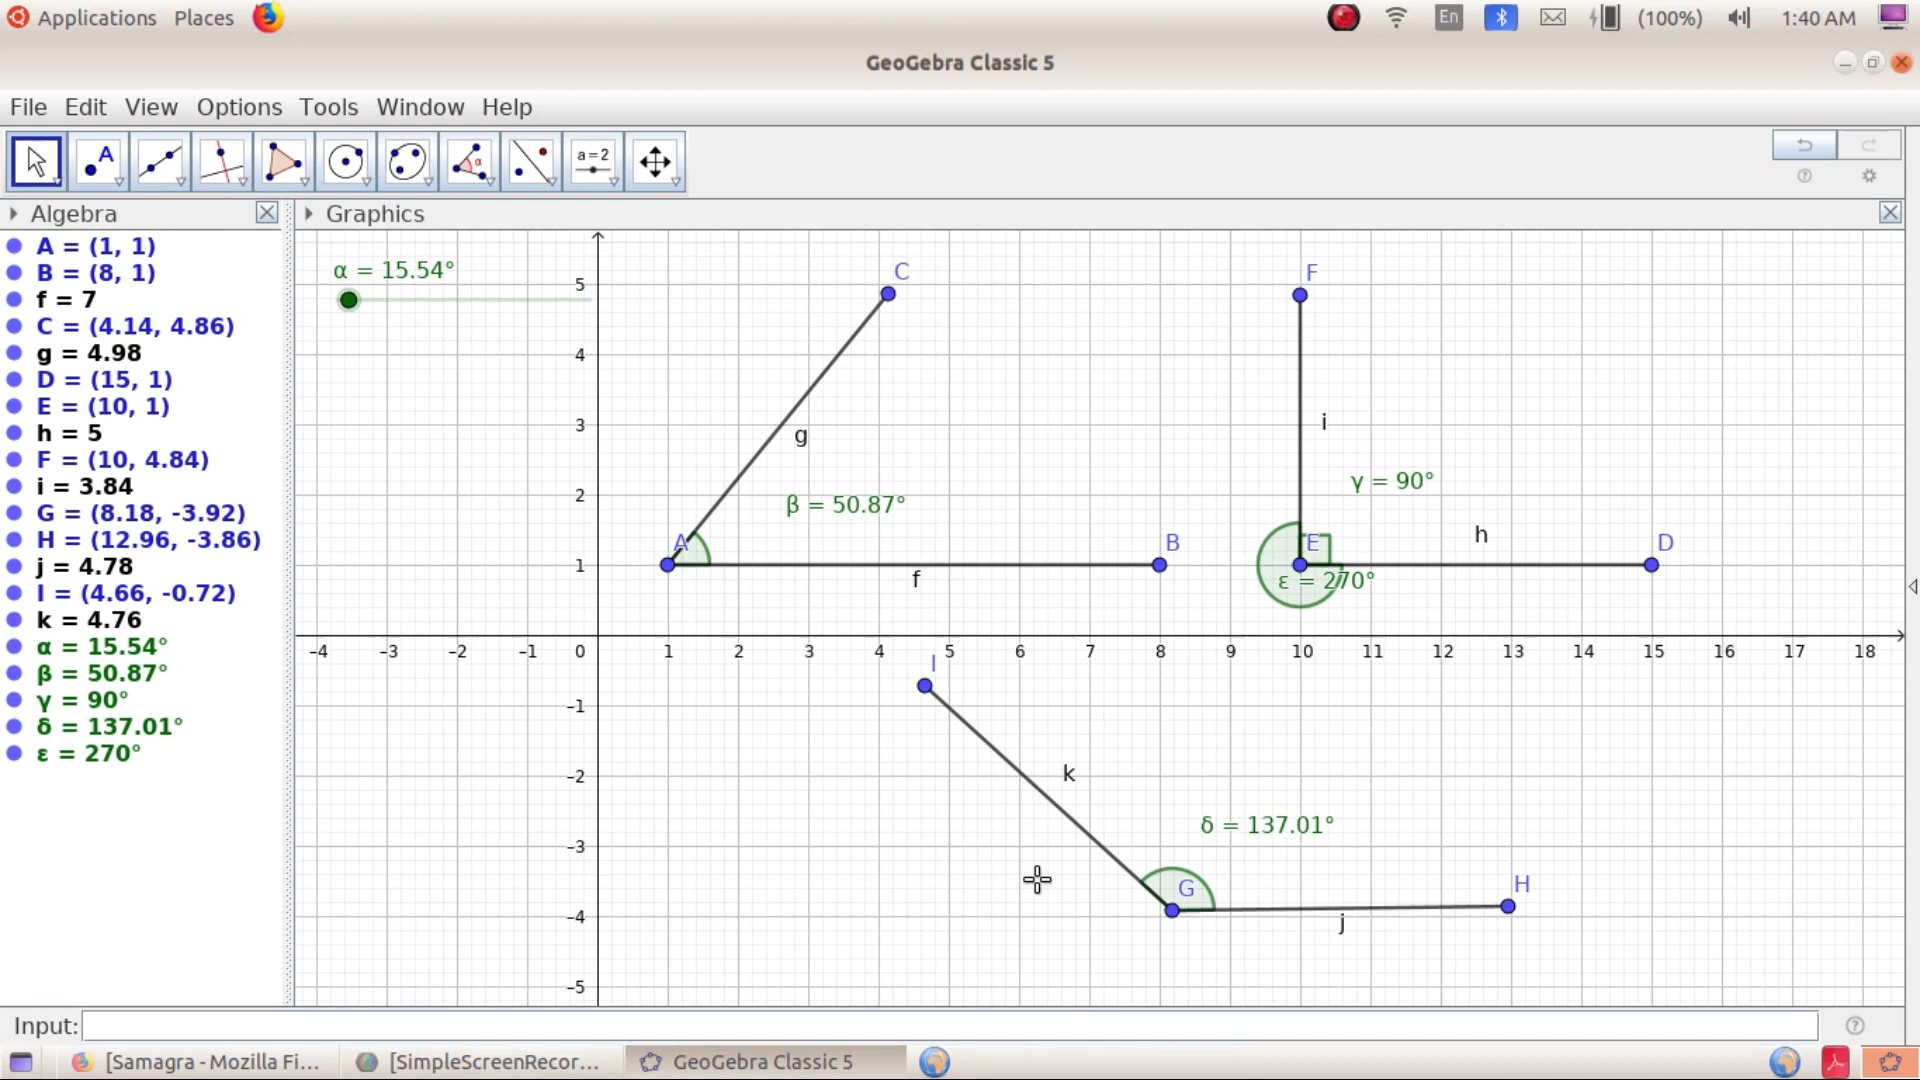 Applications Places En (100%) 1:40 AM
GeoGebra Classic 5
File Edit View Options Tools Window Help
A α a=2
Algebra Graphics
A = (1, 1)
B = (8, 1)
f = 7
C = (4.14, 4.86)
g = 4.98
D = (15, 1)
E = (10, 1)
h = 5
F = (10, 4.84)
i = 3.84
G = (8.18, -3.92)
H = (12.96, -3.86)
j = 4.78
I = (4.66, -0.72)
k = 4.76
α = 15.54°
β = 50.87°
γ = 90°
δ = 137.01°
ε = 270°
α = 15.54° C F
5
4
g 3 i
β = 50.87° 2 γ = 90°
A B E h D
1 f ε = 270°
–4 –3 –2 –1 0 1 2 3 4 5 6 7 8 9 10 11 12 13 14 15 16 17 18
I
–1
–2 k
δ = 137.01°
–3
G H
–4 j
–5
Input:
[Samagra - Mozilla Fi... [SimpleScreenRecor... GeoGebra Classic 5